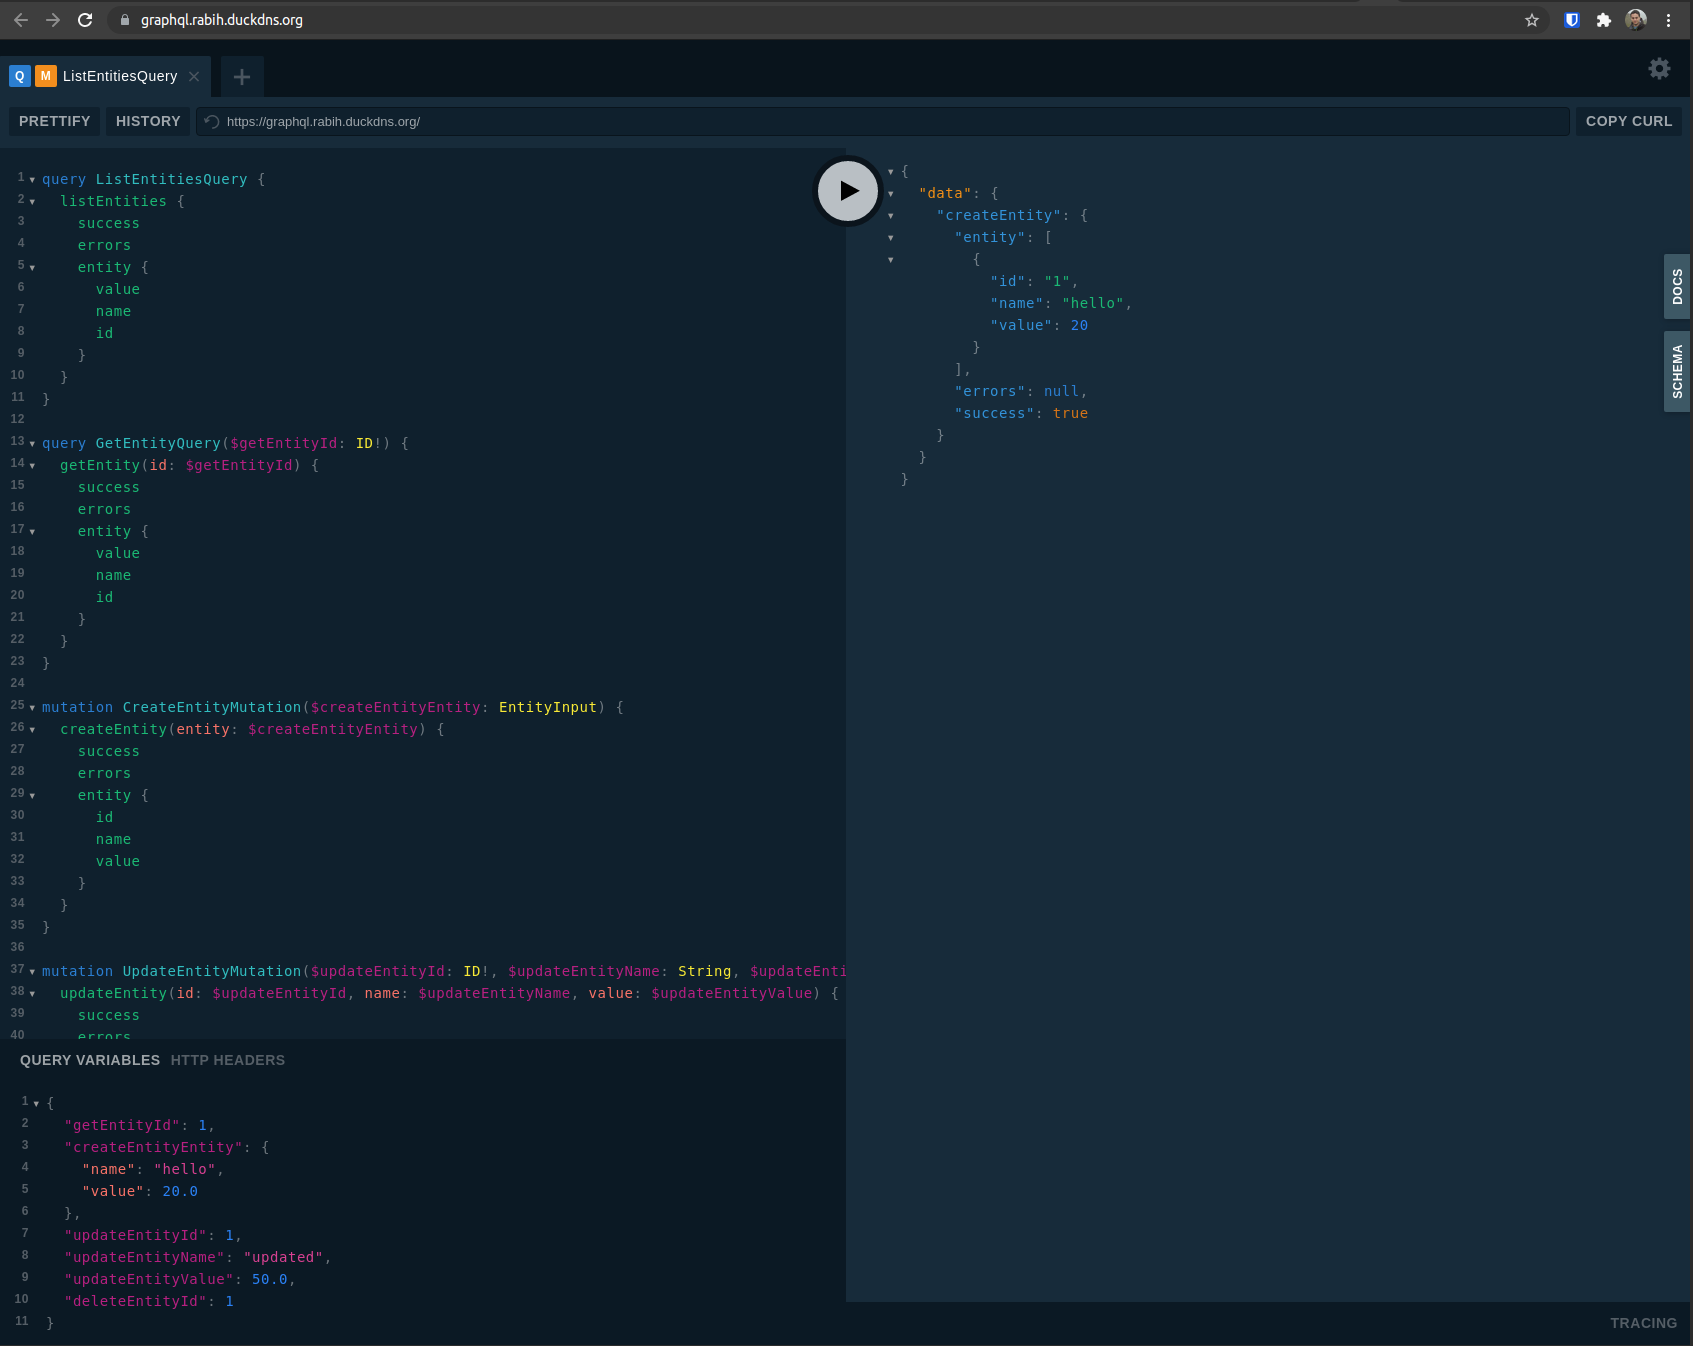 graphql.rabih.duckdns.org
Q M ListEntitiesQuery
PRETTIFY HISTORY https://graphql.rabih.duckdns.org/ COPY CURL
1 query ListEntitiesQuery {
2 listEntities {
3 success
4 errors
5 entity {
6 value
7 name
8 id
9 }
10 }
11 }
12
13 query GetEntityQuery($getEntityId: ID!) {
14 getEntity(id: $getEntityId) {
15 success
16 errors
17 entity {
18 value
19 name
20 id
21 }
22 }
23 }
24
25 mutation CreateEntityMutation($createEntityEntity: EntityInput) {
26 createEntity(entity: $createEntityEntity) {
27 success
28 errors
29 entity {
30 id
31 name
32 value
33 }
34 }
35 }
36
37 mutation UpdateEntityMutation($updateEntityId: ID!, $updateEntityName: String, $updateEnti
38 updateEntity(id: $updateEntityId, name: $updateEntityName, value: $updateEntityValue) {
39 success
40 errors
QUERY VARIABLES HTTP HEADERS
1 {
2 "getEntityId": 1,
3 "createEntityEntity": {
4 "name": "hello",
5 "value": 20.0
6 },
7 "updateEntityId": 1,
8 "updateEntityName": "updated",
9 "updateEntityValue": 50.0,
10 "deleteEntityId": 1
11 }
{
"data": {
"createEntity": {
"entity": [
{
"id": "1",
"name": "hello",
"value": 20
}
],
"errors": null,
"success": true
}
}
}
DOCS
SCHEMA
TRACING